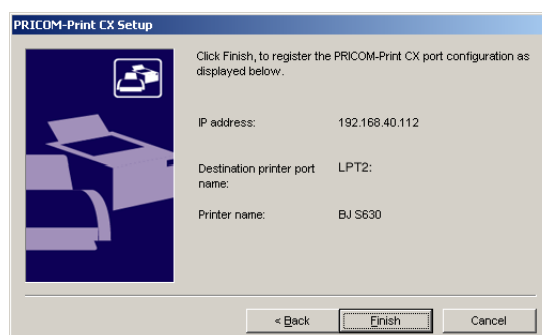 PRICOM-Print CX Setup
Click Finish, to register the PRICOM-Print CX port configuration as
displayed below.
IP address: 192.168.40.112
Destination printer port LPT2:
name:
Printer name: BJ S630
< Back Finish Cancel